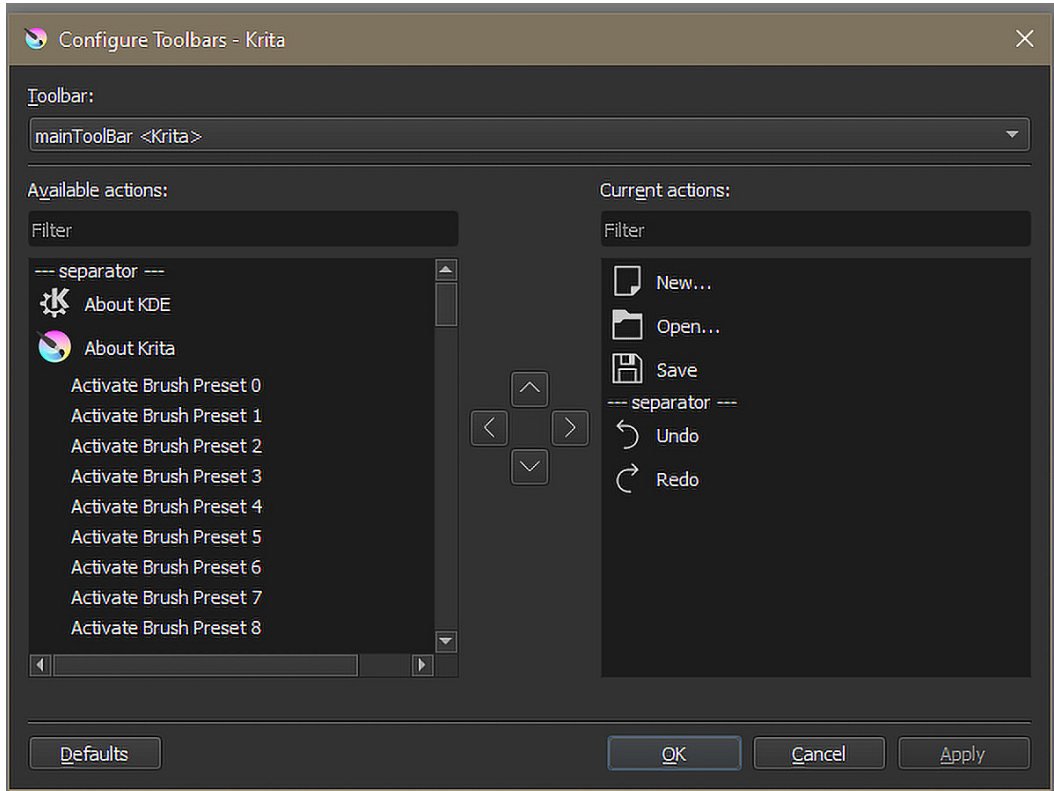 Configure Toolbars - Krita
Toolbar:
mainToolBar <Krita>
Available actions:
Filter
--- separator ---
About KDE
About Krita
Activate Brush Preset 0
Activate Brush Preset 1
Activate Brush Preset 2
Activate Brush Preset 3
Activate Brush Preset 4
Activate Brush Preset 5
Activate Brush Preset 6
Activate Brush Preset 7
Activate Brush Preset 8
Current actions:
Filter
New...
Open...
Save
--- separator ---
Undo
Redo
Defaults
OK
Cancel
Apply